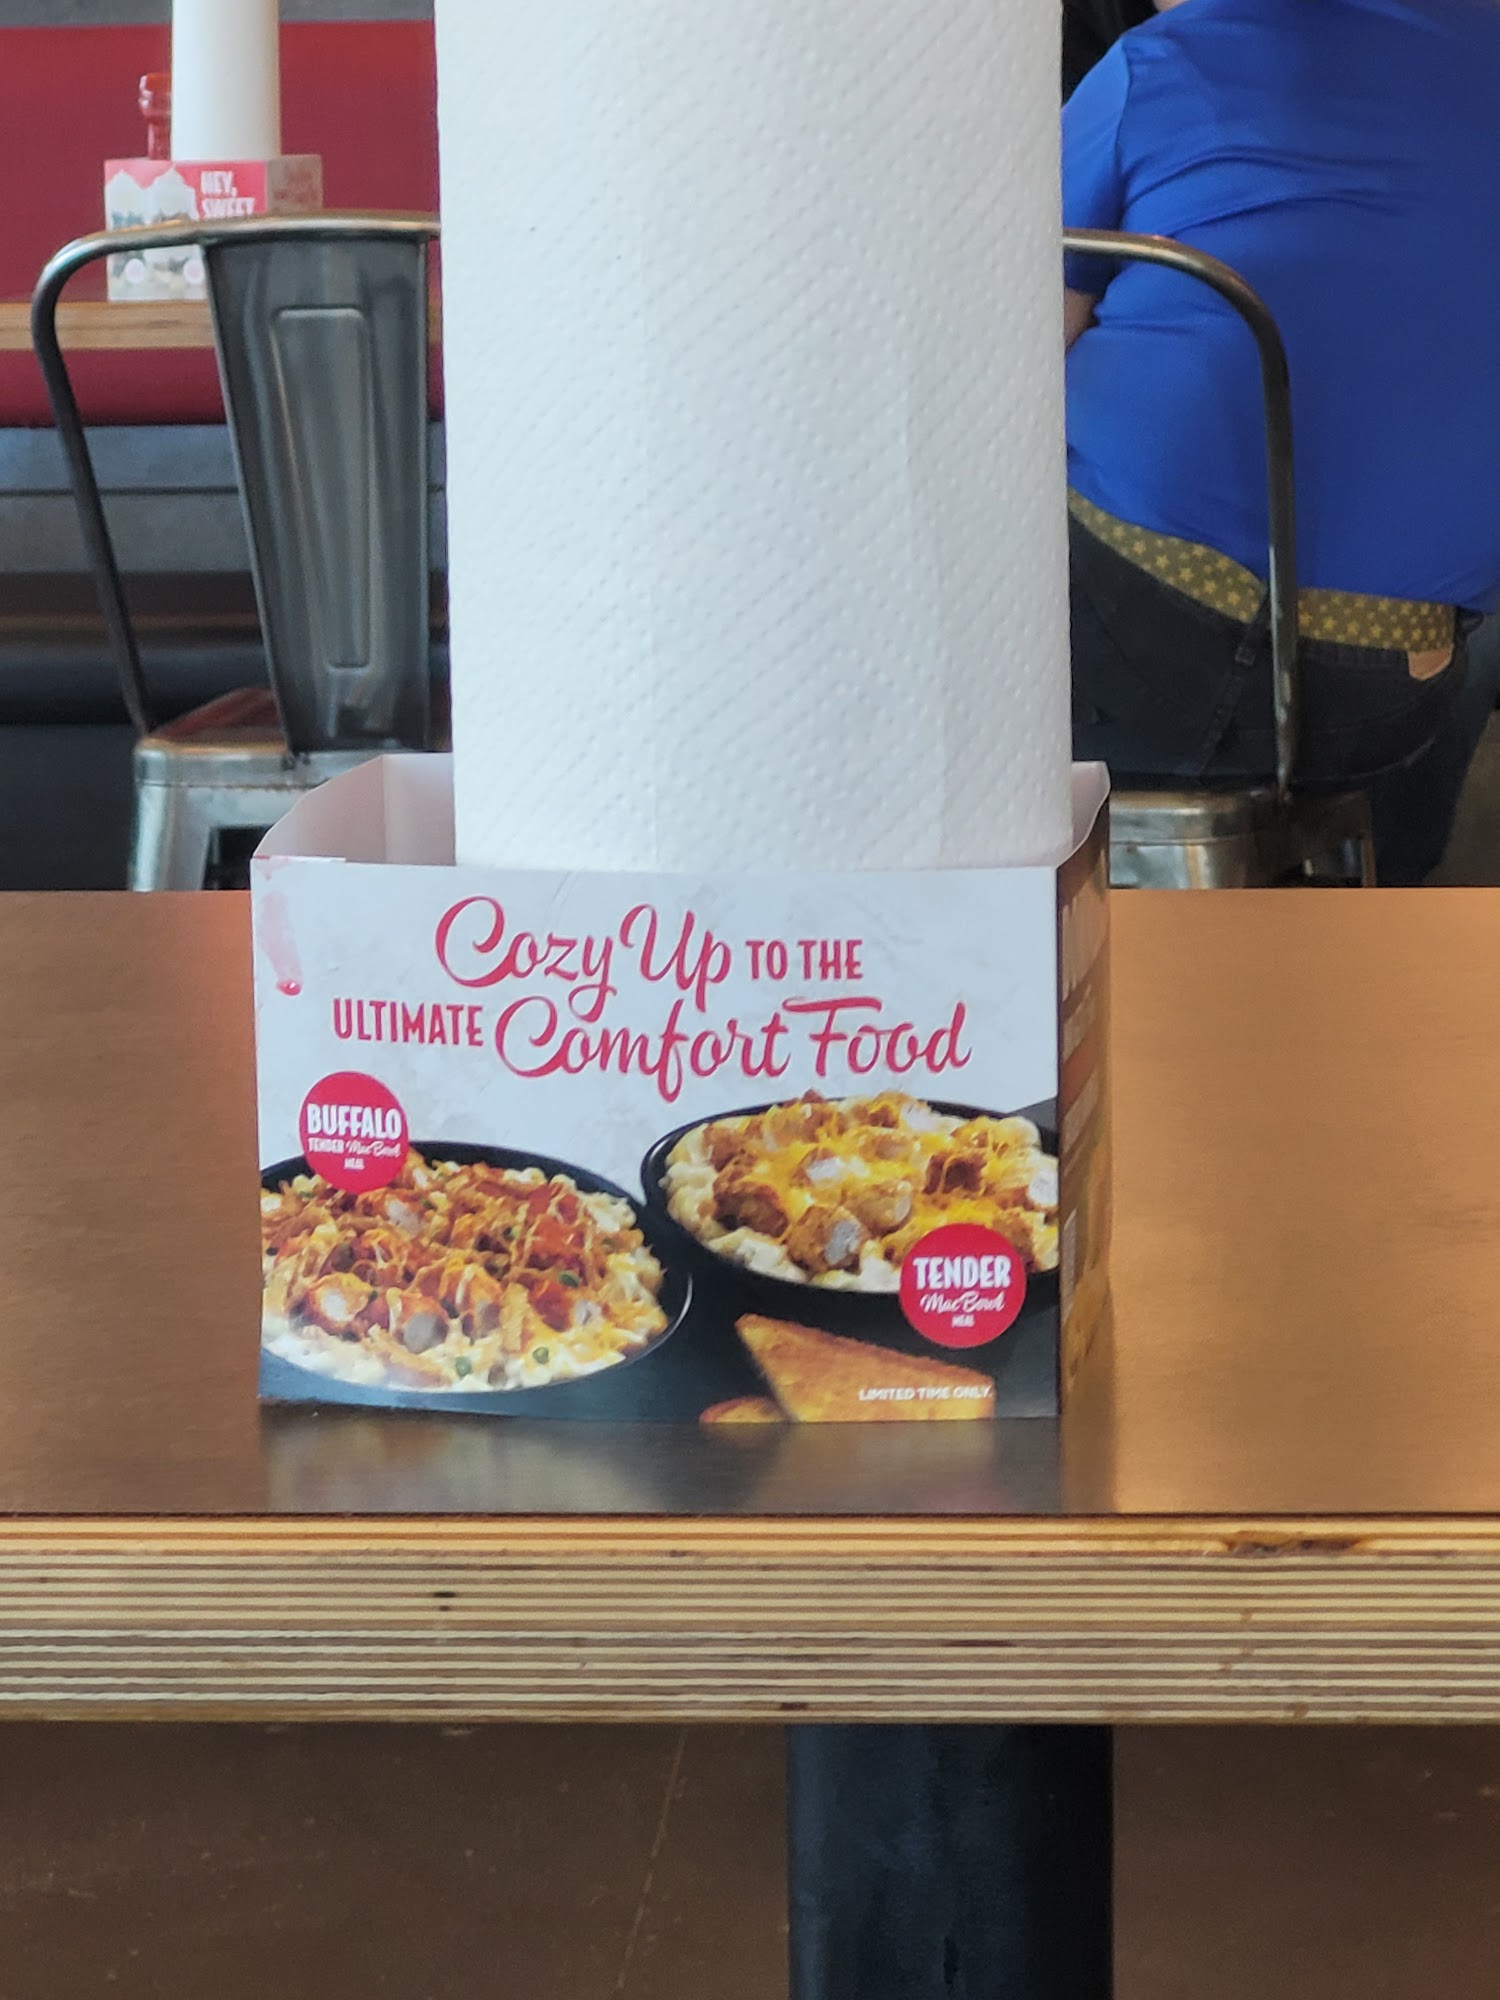 HEY,
SWEET
Cozy Up TO THE
ULTIMATE Comfort Food
BUFFALO
TENDER Mac Bowl
MEAL
TENDER
Mac Bowl
MEAL
LIMITED TIME ONLY.